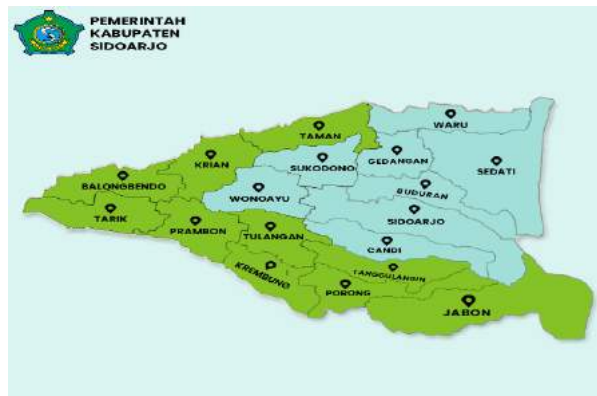 PEMERINTAH
KABUPATEN
SIDOARJO
WARU
TAMAN
KRIAN
SUKODONO
GEDANGAN
SEDATI
BALONGBENDO
WONOAYU
BUDURAN
TARIK
SIDOARJO
PRAMBON
TULANGAN
CANDI
KREMBUNG
TANGGULANGIN
PORONG
JABON